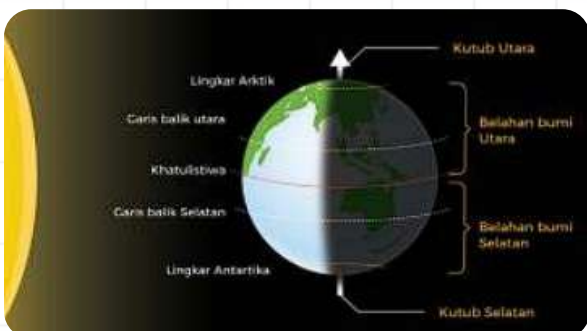 Kutub Utara
Lingkar Arktik
Garis balik utara
Belahan bumi
Utara
Khatulistiwa
Garis balik Selatan
Belahan bumi
Selatan
Lingkar Antartika
Kutub Selatan